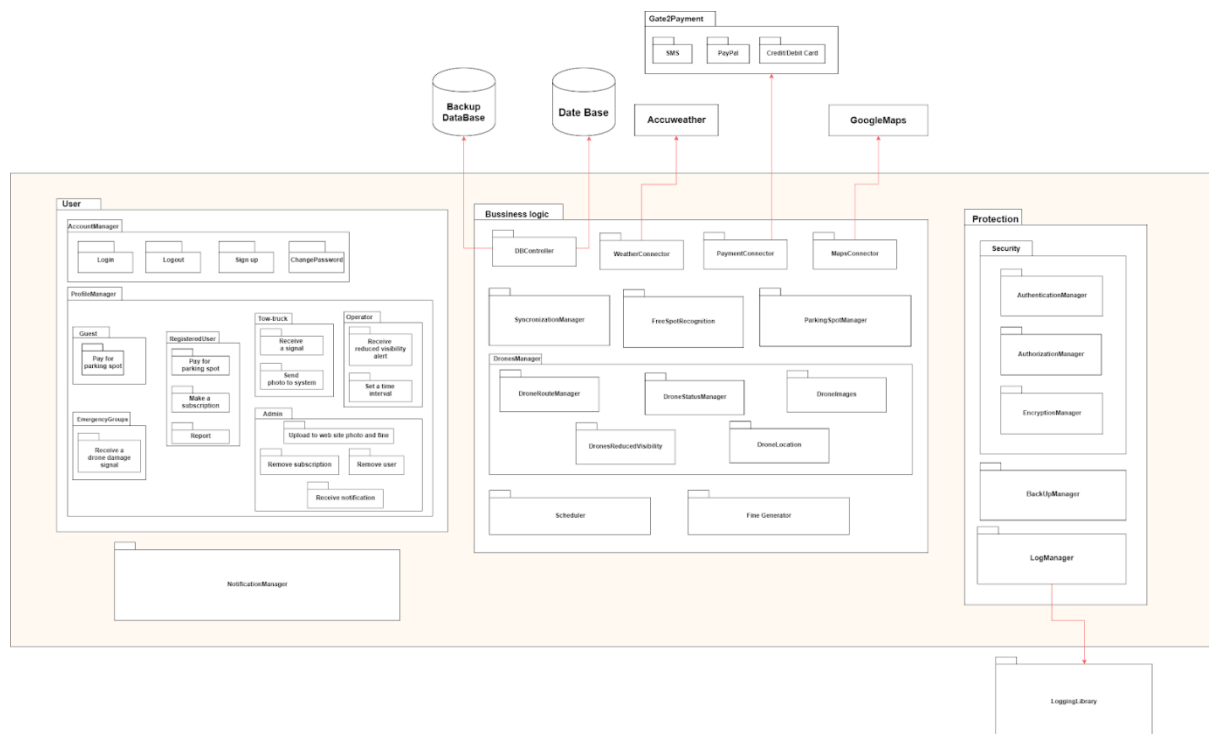 Gate2Payment
SMS
PayPal
Credit/Debit Card
Backup
DataBase
Date Base
Accuweather
GoogleMaps
User
AccountManager
Login
Logout
Sign up
ChangePassword
ProfileManager
Guest
Pay for
parking spot
RegisteredUser
Pay for
parking spot
Make a
subscription
Report
Tow-truck
Receive
a signal
Send
photo to system
Operator
Receive
reduced visibility
alert
Set a time
interval
EmergencyGroups
Receive a
drone damage
signal
Admin
Upload to web site photo and fine
Remove subscription
Remove user
Receive notification
NotificationManager
Bussiness logic
DBController
WeatherConnector
PaymentConnector
MapsConnector
SyncronizationManager
FreeSpotRecognition
ParkingSpotManager
DronesManager
DroneRouteManager
DroneStatusManager
DroneImages
DronesReducedVisibility
DroneLocation
Scheduler
Fine Generator
Protection
Security
AuthenticationManager
AuthorizationManager
EncryptionManager
BackUpManager
LogManager
LoggingLibrary